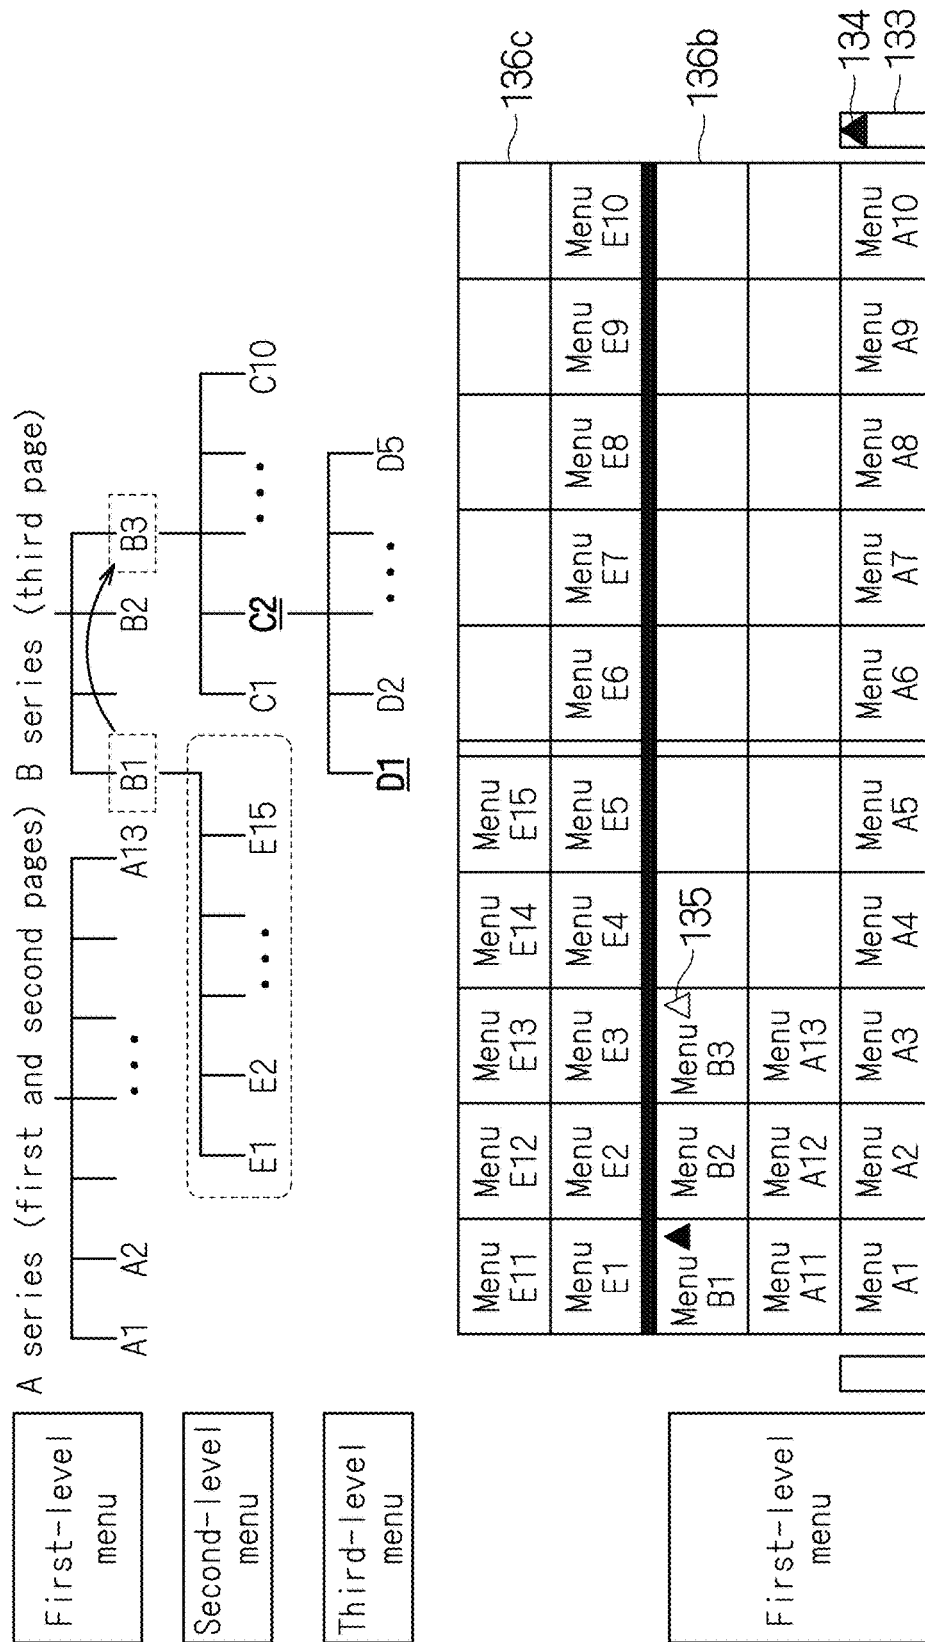 First-level
menu
A series (first and second pages)
B series (third page)
A1
A2
• • •
A13
B1
B2
B3
Second-level
menu
E1
E2
• • •
E15
C1
C2
• • •
C10
Third-level
menu
D1
D2
• • •
D5
136c
Menu
E11
Menu
E12
Menu
E13
Menu
E14
Menu
E15
Menu
E1
Menu
E2
Menu
E3
Menu
E4
Menu
E5
Menu
E6
Menu
E7
Menu
E8
Menu
E9
Menu
E10
136b
First-level
menu
Menu
B1
Menu
B2
Menu
B3
135
Menu
A11
Menu
A12
Menu
A13
Menu
A1
Menu
A2
Menu
A3
Menu
A4
Menu
A5
Menu
A6
Menu
A7
Menu
A8
Menu
A9
Menu
A10
134
133